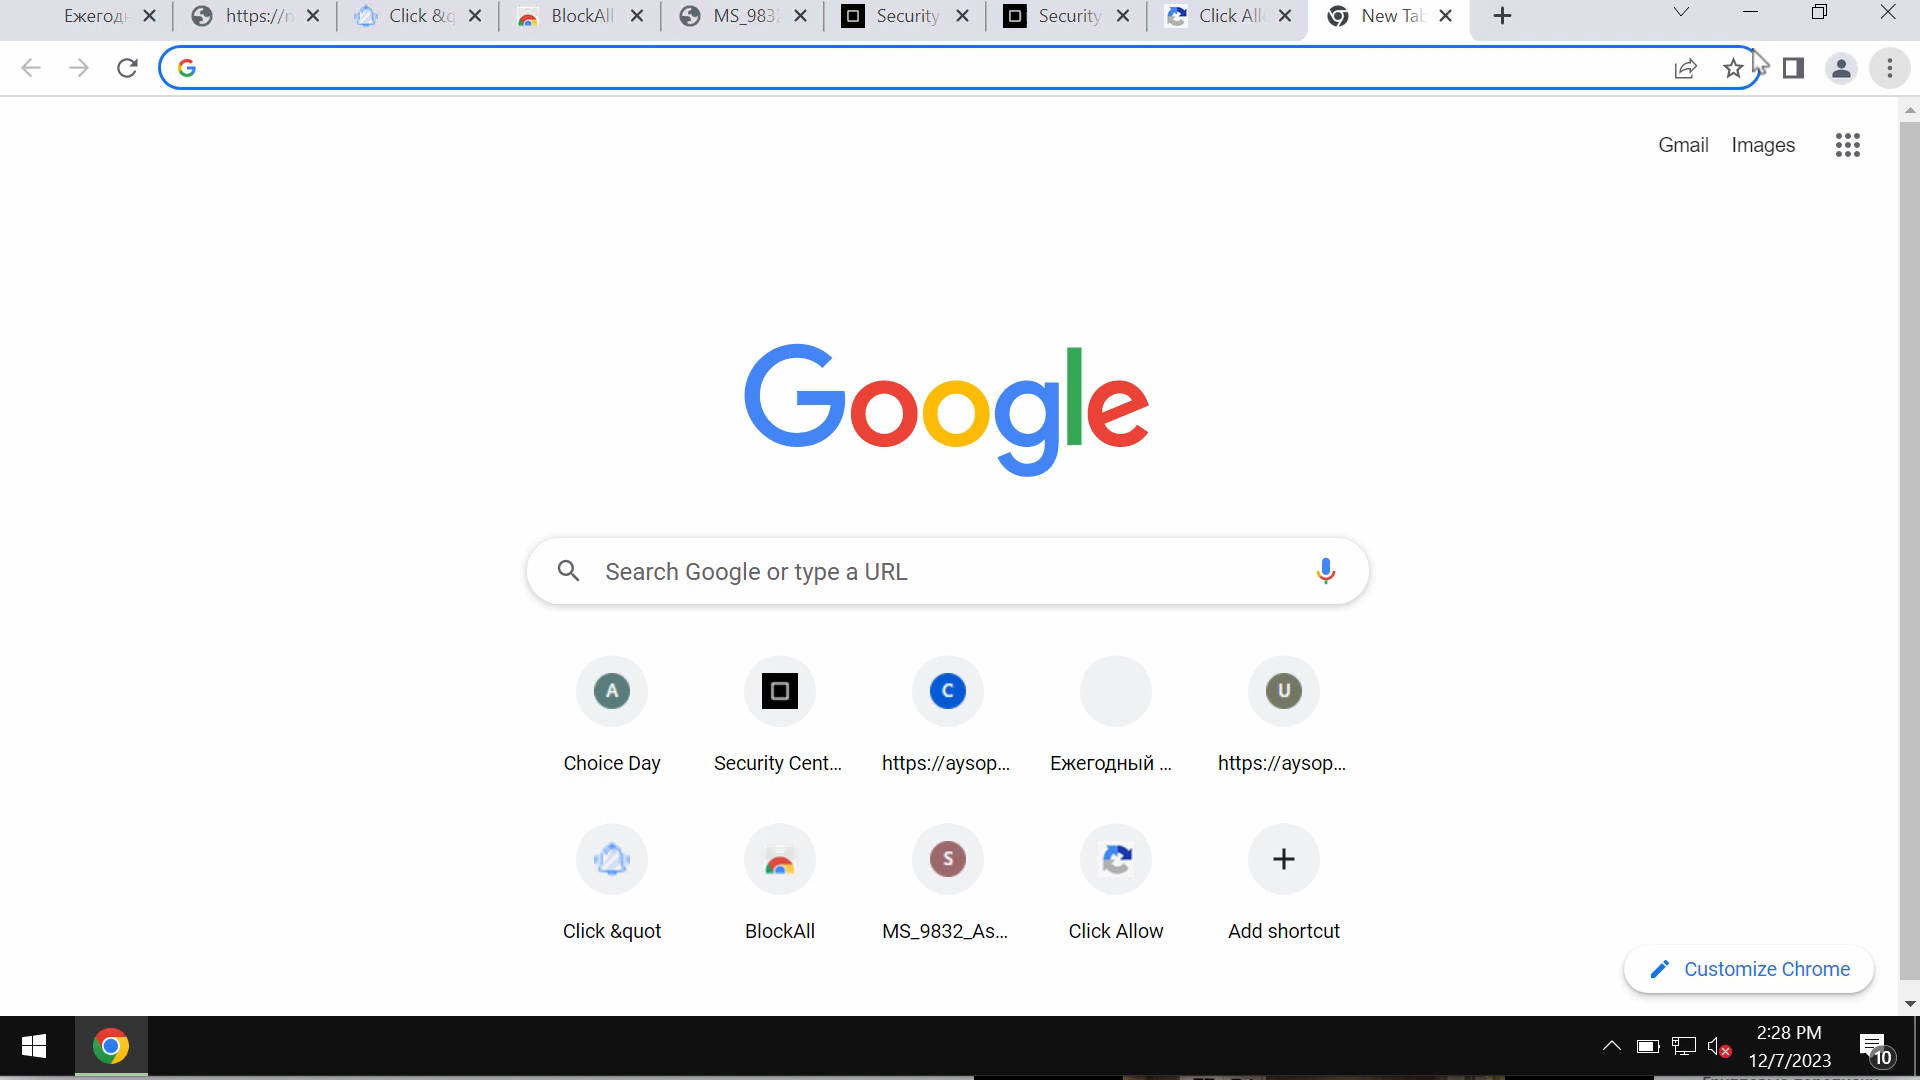 Ежегодн
https://n
Click &q
BlockAll
MS_983
Security
Security
Click All
New Tab
Gmail
Images
Google
Search Google or type a URL
Choice Day
Security Cent...
https://aysop...
Ежегодный ...
https://aysop...
Click &quot
BlockAll
MS_9832_As...
Click Allow
Add shortcut
Customize Chrome
2:28 PM
12/7/2023
10